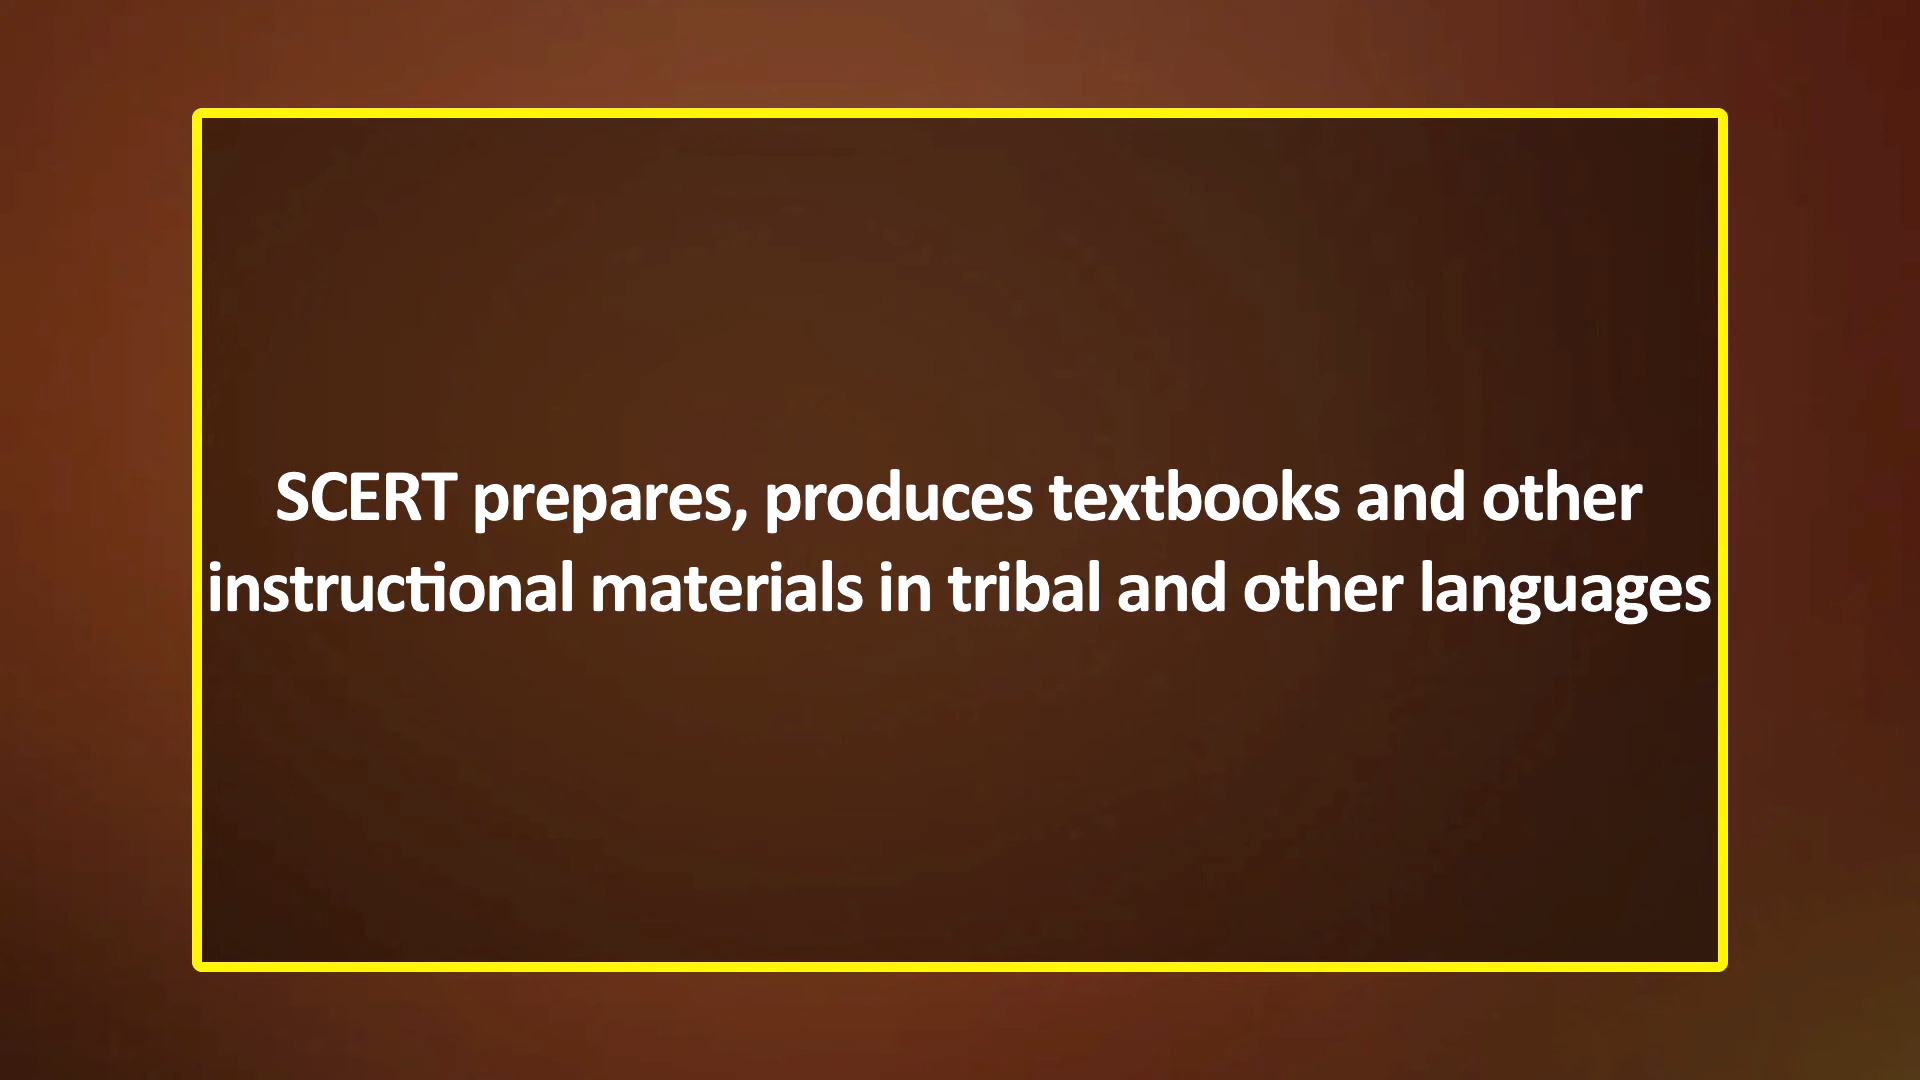 SCERT prepares, produces textbooks and other
instructional materials in tribal and other languages